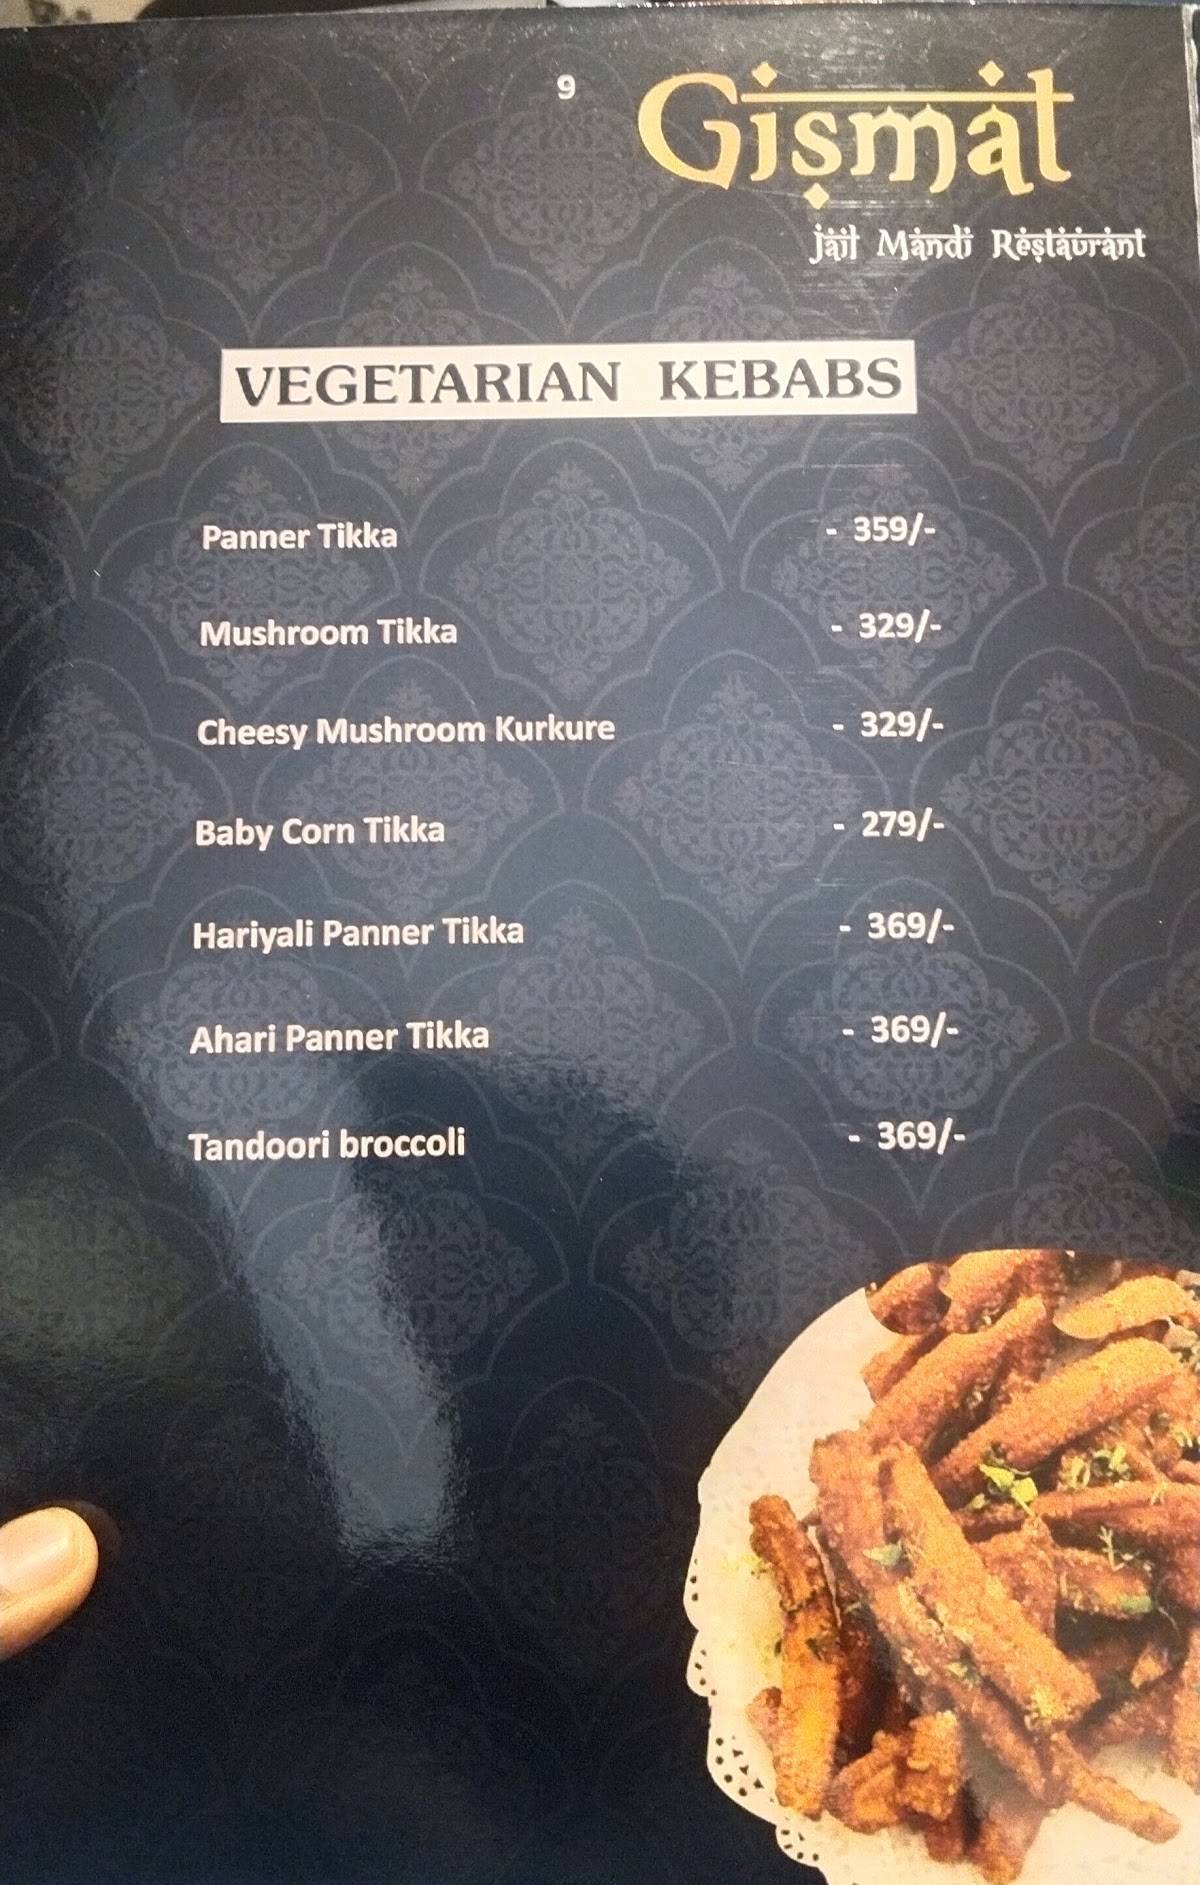 9
Gismat
Jail Mandi Restaurant
VEGETARIAN KEBABS
Panner Tikka - 359/-
Mushroom Tikka - 329/-
Cheesy Mushroom Kurkure - 329/-
Baby Corn Tikka - 279/-
Hariyali Panner Tikka - 369/-
Ahari Panner Tikka - 369/-
Tandoori broccoli - 369/-